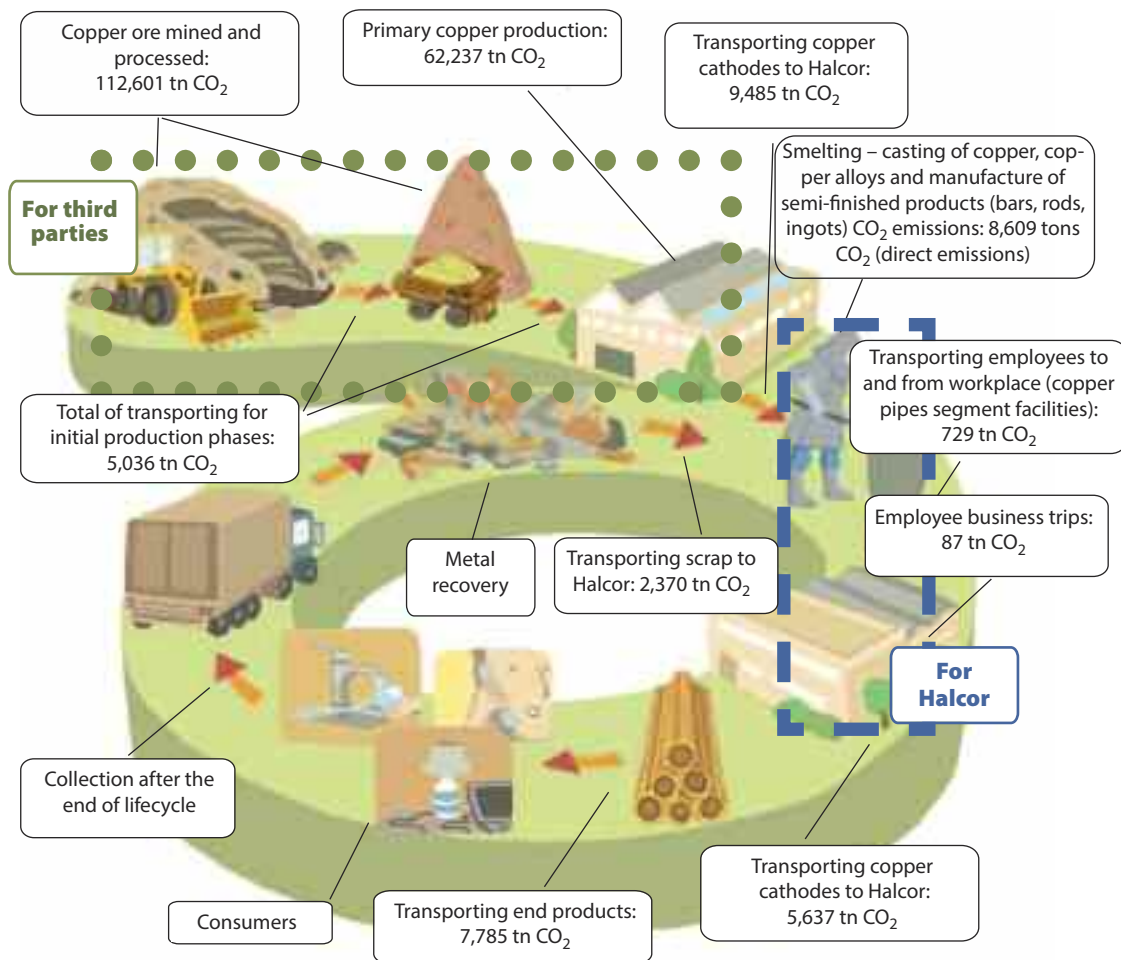 Copper ore mined and
processed:
112,601 tn CO₂
Primary copper production:
62,237 tn CO₂
Transporting copper
cathodes to Halcor:
9,485 tn CO₂
Smelting – casting of copper, cop-
per alloys and manufacture of
semi-finished products (bars, rods,
ingots) CO₂ emissions: 8,609 tons
CO₂ (direct emissions)
For third
parties
Transporting employees to
and from workplace (copper
pipes segment facilities):
729 tn CO₂
Total of transporting for
initial production phases:
5,036 tn CO₂
Employee business trips:
87 tn CO₂
Metal
recovery
Transporting scrap to
Halcor: 2,370 tn CO₂
For
Halcor
Collection after the
end of lifecycle
Transporting copper
cathodes to Halcor:
5,637 tn CO₂
Consumers
Transporting end products:
7,785 tn CO₂